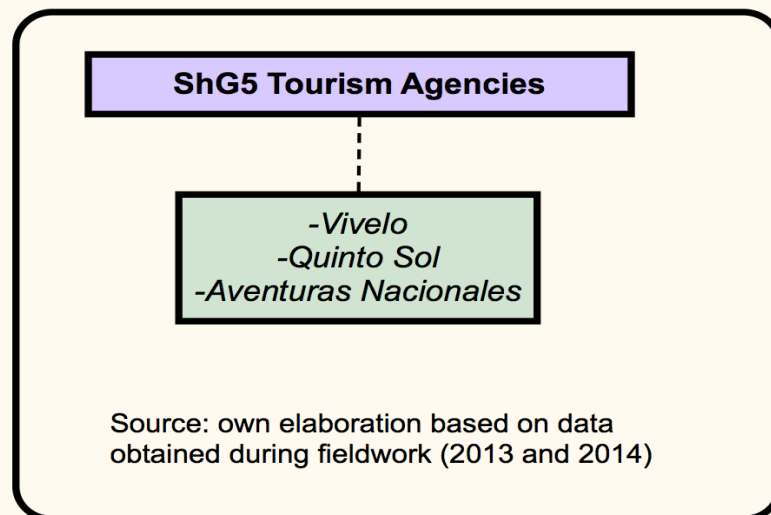 ShG5 Tourism Agencies
-Vivelo
-Quinto Sol
-Aventuras Nacionales
Source: own elaboration based on data
obtained during fieldwork (2013 and 2014)